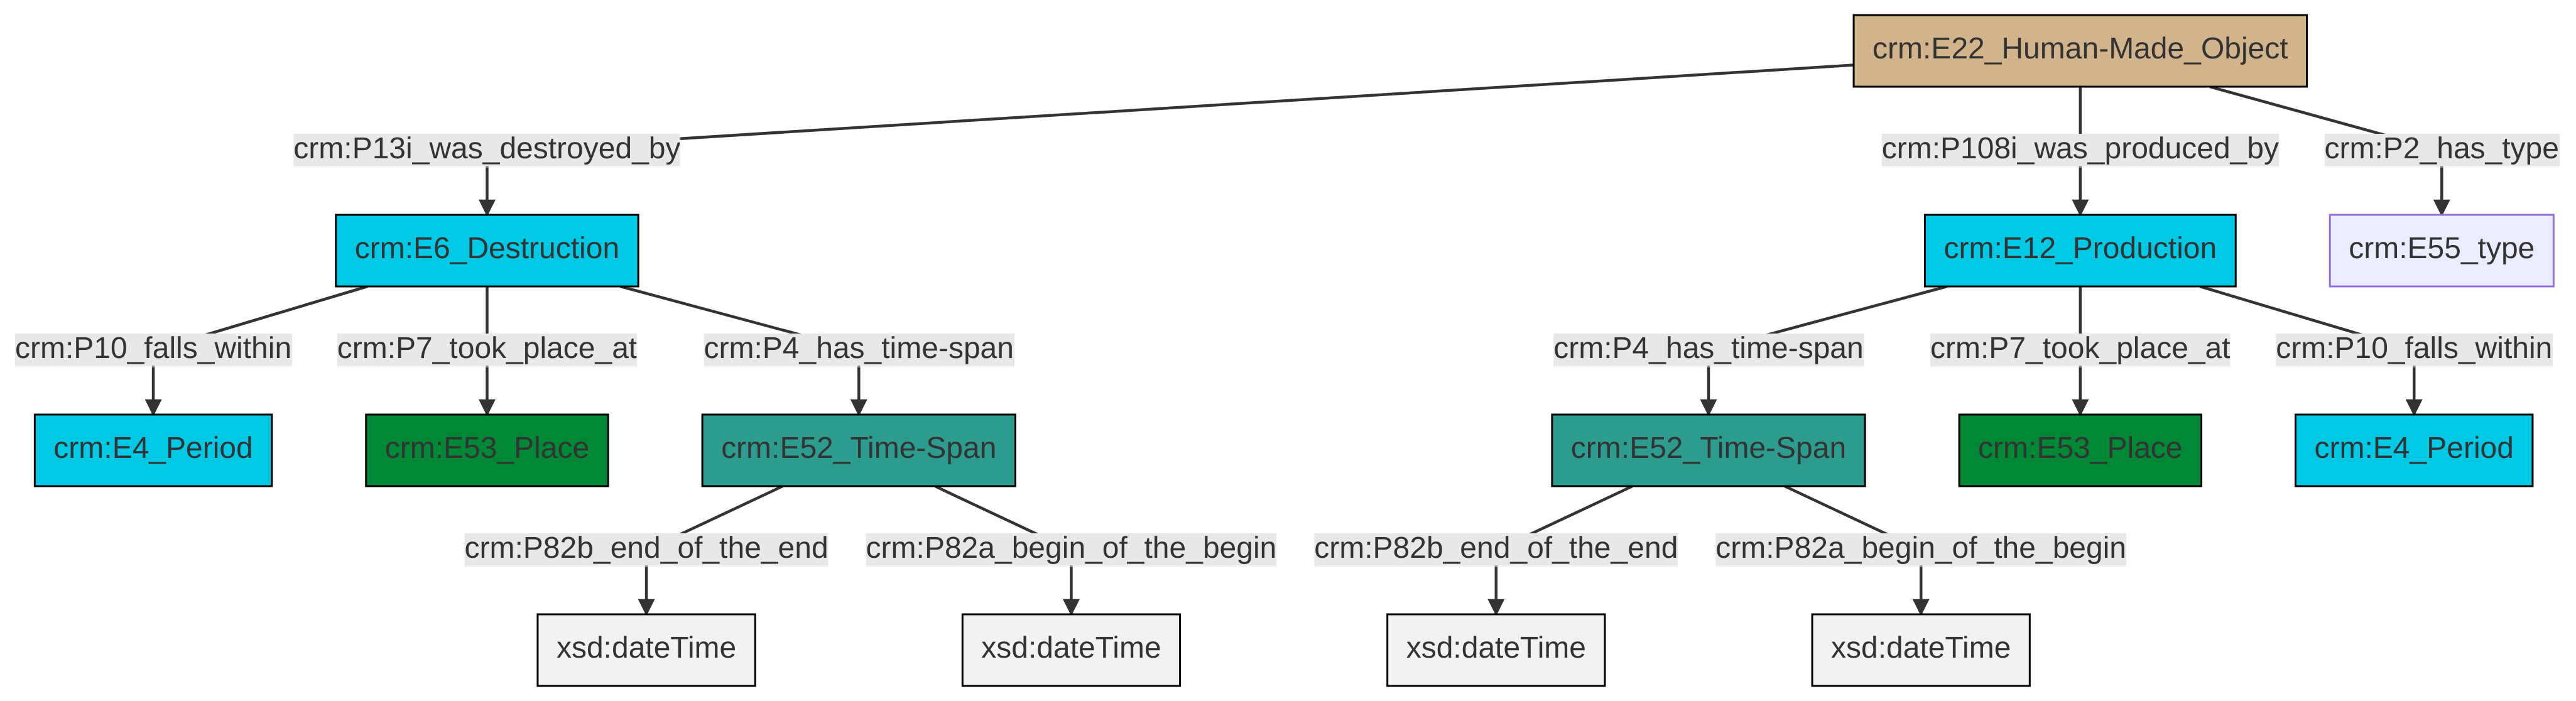 crm:E22_Human-Made_Object
crm:P13i_was_destroyed_by
crm:P108i_was_produced_by
crm:P2_has_type
crm:E6_Destruction
crm:E12_Production
crm:E55_type
crm:P10_falls_within
crm:P7_took_place_at
crm:P4_has_time-span
crm:P4_has_time-span
crm:P7_took_place_at
crm:P10_falls_within
crm:E4_Period
crm:E53_Place
crm:E52_Time-Span
crm:E52_Time-Span
crm:E53_Place
crm:E4_Period
crm:P82b_end_of_the_end
crm:P82a_begin_of_the_begin
crm:P82b_end_of_the_end
crm:P82a_begin_of_the_begin
xsd:dateTime
xsd:dateTime
xsd:dateTime
xsd:dateTime